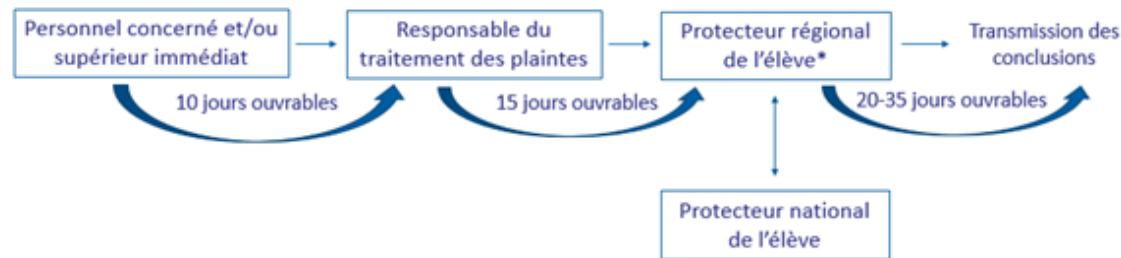 Personnel concerné et/ou
supérieur immédiat
Responsable du
traitement des plaintes
Protecteur régional
de l'élève*
Transmission des
conclusions
10 jours ouvrables
15 jours ouvrables
20-35 jours ouvrables
Protecteur national
de l'élève